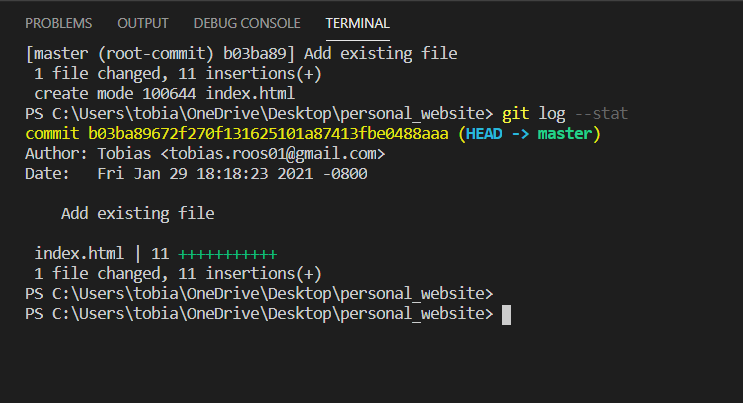 PROBLEMS OUTPUT DEBUG CONSOLE TERMINAL
[master (root-commit) b03ba89] Add existing file
 1 file changed, 11 insertions(+)
 create mode 100644 index.html
PS C:\Users\tobia\OneDrive\Desktop\personal_website> git log --stat
commit b03ba89672f270f131625101a87413fbe0488aaa (HEAD -> master)
Author: Tobias <tobias.roos01@gmail.com>
Date:   Fri Jan 29 18:18:23 2021 -0800

    Add existing file

 index.html | 11 +++++++++++
 1 file changed, 11 insertions(+)
PS C:\Users\tobia\OneDrive\Desktop\personal_website>
PS C:\Users\tobia\OneDrive\Desktop\personal_website>